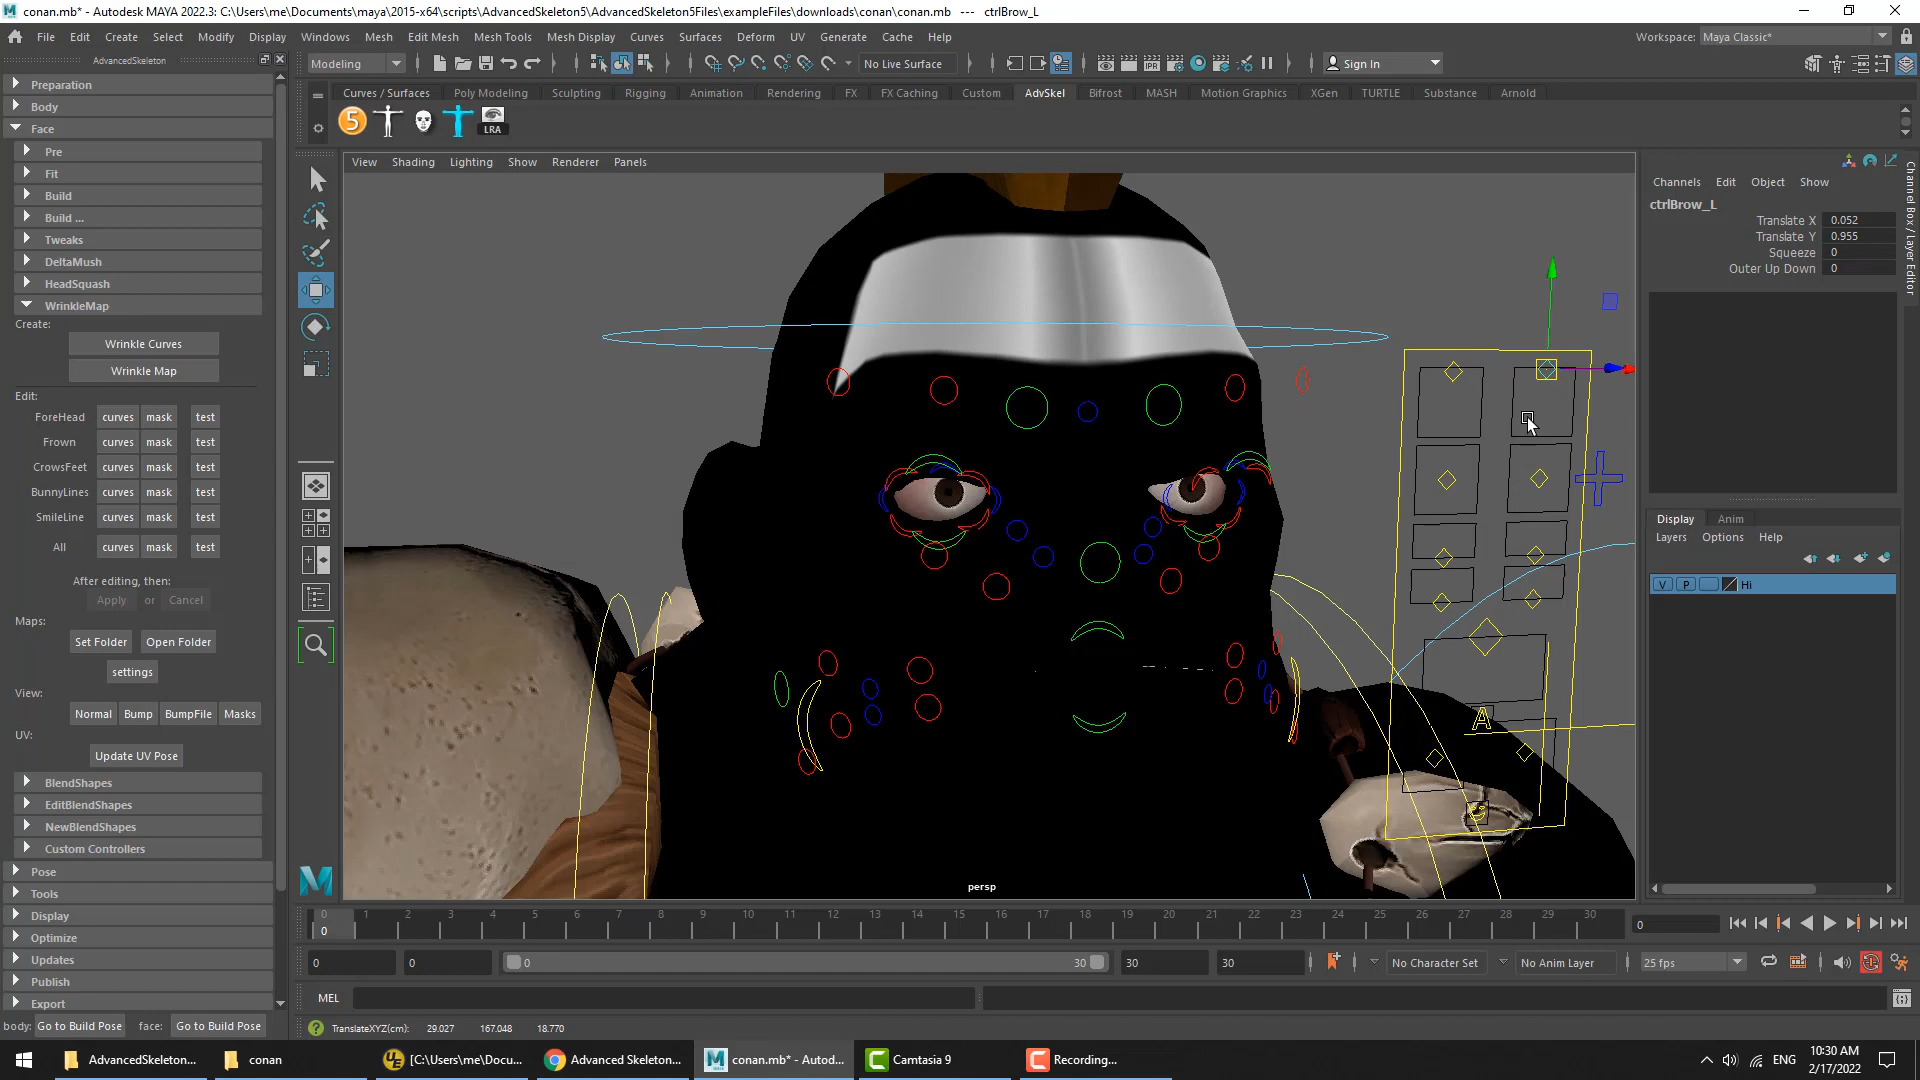 conan.mb* - Autodesk MAYA 2022.3: C:\Users\me\Documents\maya\2015-x64\scripts\AdvancedSkeleton5\AdvancedSkeleton5Files\exampleFiles\downloads\conan\conan.mb --- ctrlBrow_L
File Edit Create Select Modify Display Windows Mesh Edit Mesh Mesh Tools Mesh Display Curves Surfaces Deform UV Generate Cache Help
Workspace: Maya Classic*
AdvancedSkeleton
Modeling
No Live Surface
Sign In
Curves / Surfaces Poly Modeling Sculpting Rigging Animation Rendering FX FX Caching Custom AdvSkel Bifrost MASH Motion Graphics XGen TURTLE Substance Arnold
5
LRA
Preparation
Body
Face
Pre
Fit
Build
Build ...
Tweaks
DeltaMush
HeadSquash
WrinkleMap
Create:
Wrinkle Curves
Wrinkle Map
Edit:
ForeHead curves mask test
Frown curves mask test
CrowsFeet curves mask test
BunnyLines curves mask test
SmileLine curves mask test
All curves mask test
After editing, then:
Apply or Cancel
Maps:
Set Folder Open Folder
settings
View:
Normal Bump BumpFile Masks
UV:
Update UV Pose
BlendShapes
EditBlendShapes
NewBlendShapes
Custom Controllers
Pose
Tools
Display
Optimize
Updates
Publish
Export
body: Go to Build Pose face: Go to Build Pose
View Shading Lighting Show Renderer Panels
A
persp
Channels Edit Object Show
ctrlBrow_L
Translate X 0.052
Translate Y 0.955
Squeeze 0
Outer Up Down 0
Channel Box / Layer Editor
Display Anim
Layers Options Help
V P Hi
0 1 2 3 4 5 6 7 8 9 10 11 12 13 14 15 16 17 18 19 20 21 22 23 24 25 26 27 28 29 30
0
0
0 0 0 30 30 30
No Character Set
No Anim Layer
25 fps
MEL
TranslateXYZ(cm): 29.027 167.048 18.770
AdvancedSkeleton...
conan
[C:\Users\me\Docu...
Advanced Skeleton...
conan.mb* - Autod...
Camtasia 9
Recording...
ENG
10:30 AM
2/17/2022